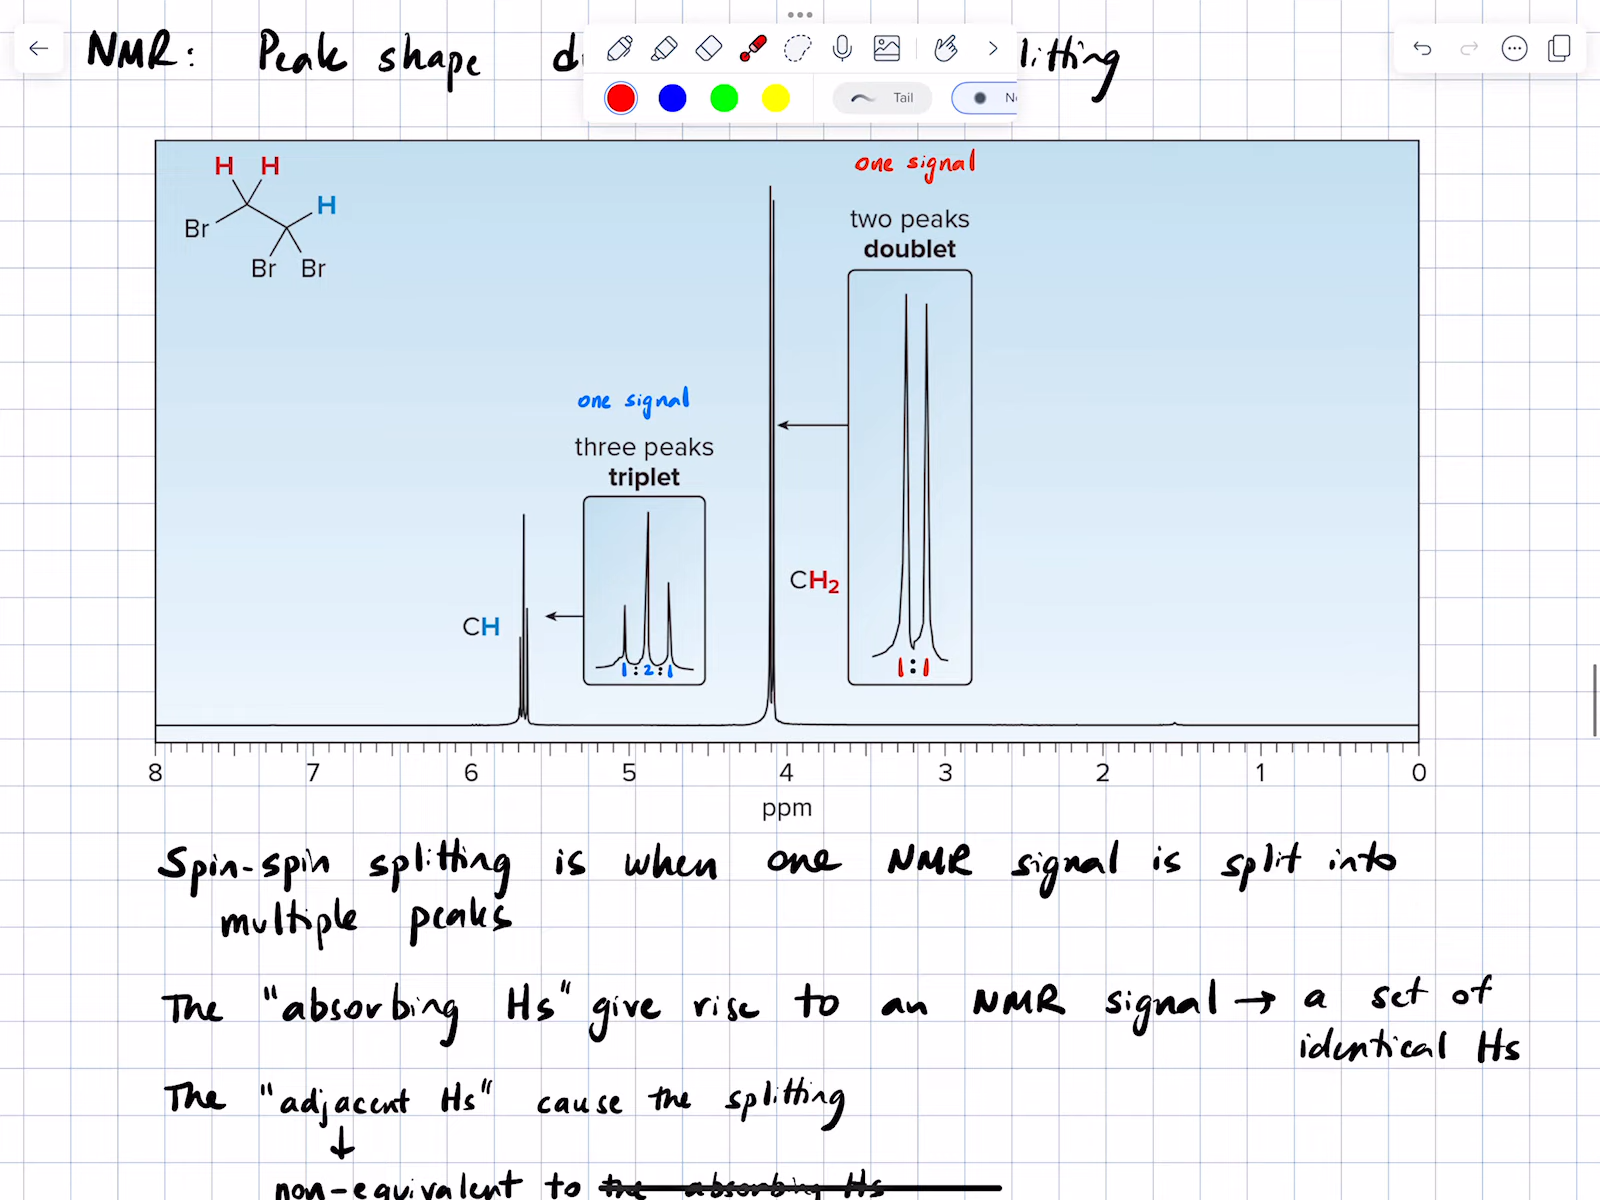 NMR: Peak shape litting
Tail
H H
H
Br
Br Br
one signal
two peaks
doublet
one signal
three peaks
triplet
CH₂
CH
1:2:1
1:1
8 7 6 5 4 3 2 1 0
ppm
Spin-spin splitting is when one NMR signal is split into
multiple peaks
The "absorbing Hs" give rise to an NMR signal → a set of
identical Hs
The "adjacent Hs" cause the splitting
↓
non-equivalent to the absorbing Hs